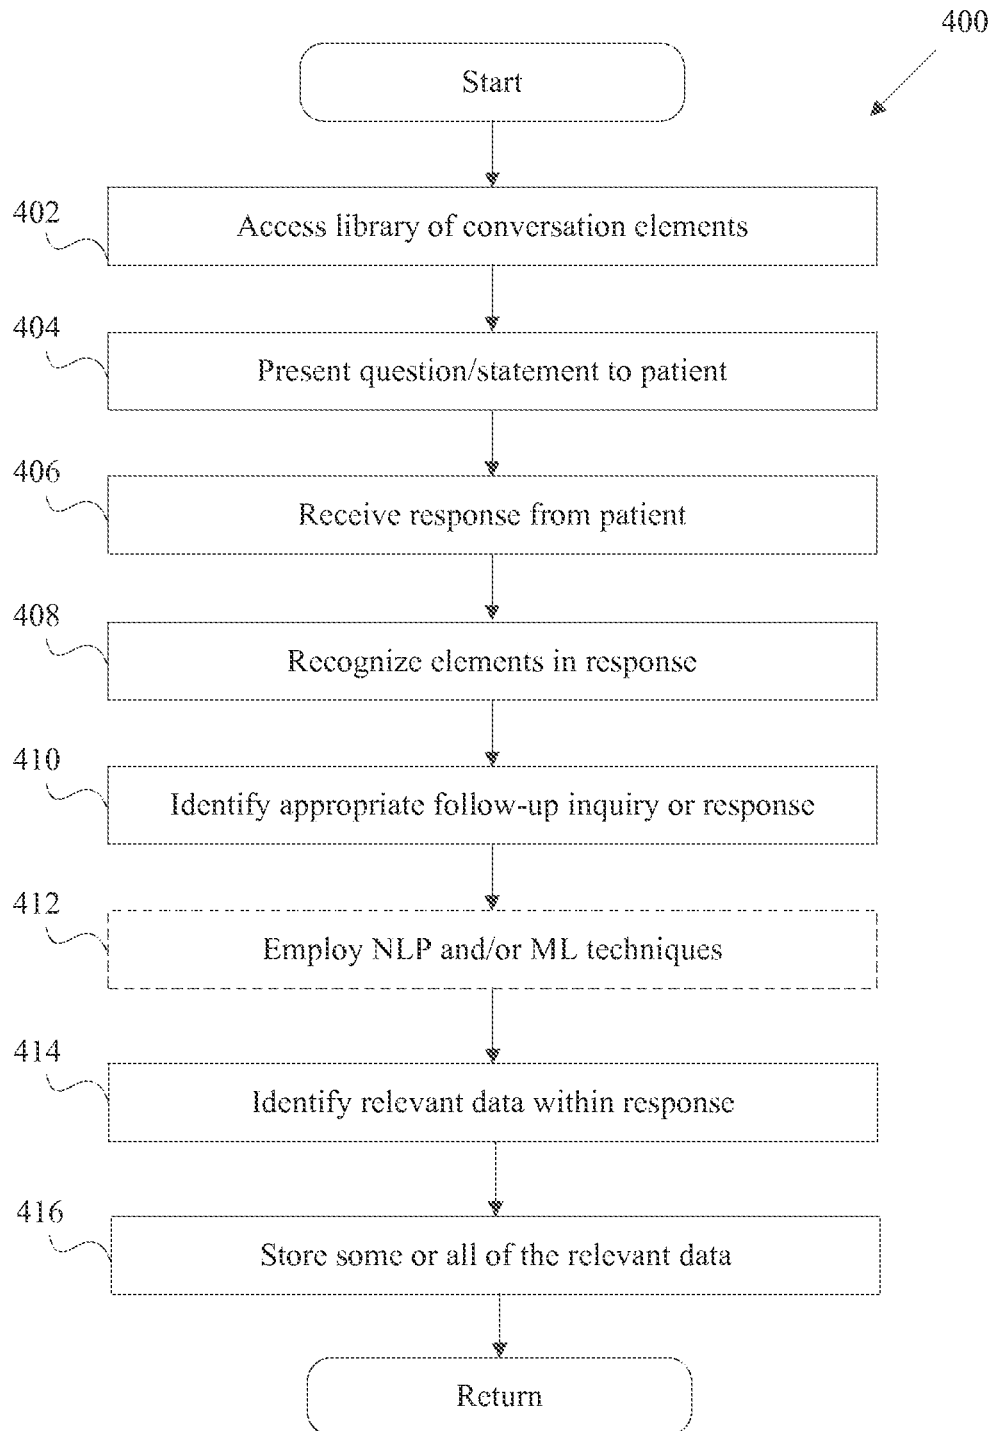 400
Start
402
Access library of conversation elements
404
Present question/statement to patient
406
Receive response from patient
408
Recognize elements in response
410
Identify appropriate follow-up inquiry or response
412
Employ NLP and/or ML techniques
414
Identify relevant data within response
416
Store some or all of the relevant data
Return